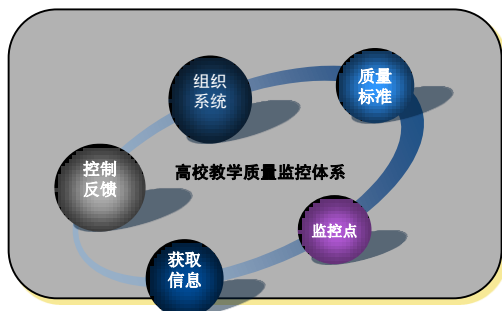 组织
系统
质量
标准
控制
反馈
高校教学质量监控体系
监控点
获取
信息